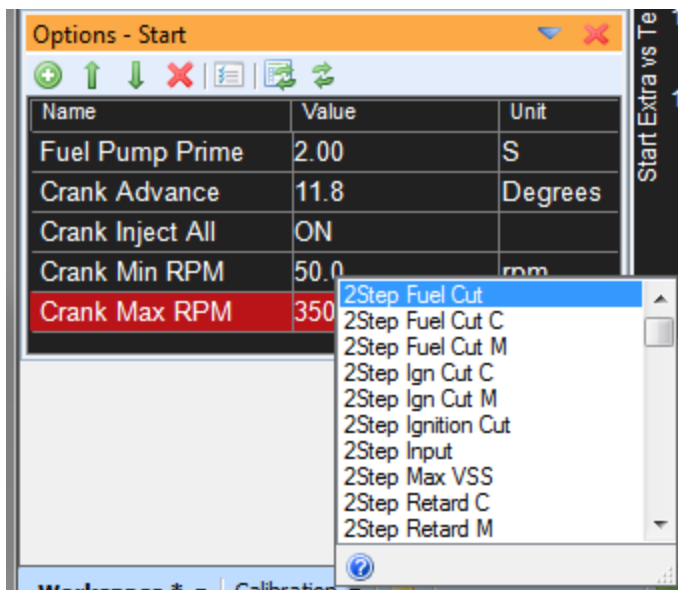 Options - Start
Name Value Unit
Fuel Pump Prime 2.00 S
Crank Advance 11.8 Degrees
Crank Inject All ON
Crank Min RPM 50.0 rpm
Crank Max RPM 350
2Step Fuel Cut
2Step Fuel Cut C
2Step Fuel Cut M
2Step Ign Cut C
2Step Ign Cut M
2Step Ignition Cut
2Step Input
2Step Max VSS
2Step Retard C
2Step Retard M
Start Extra vs Te